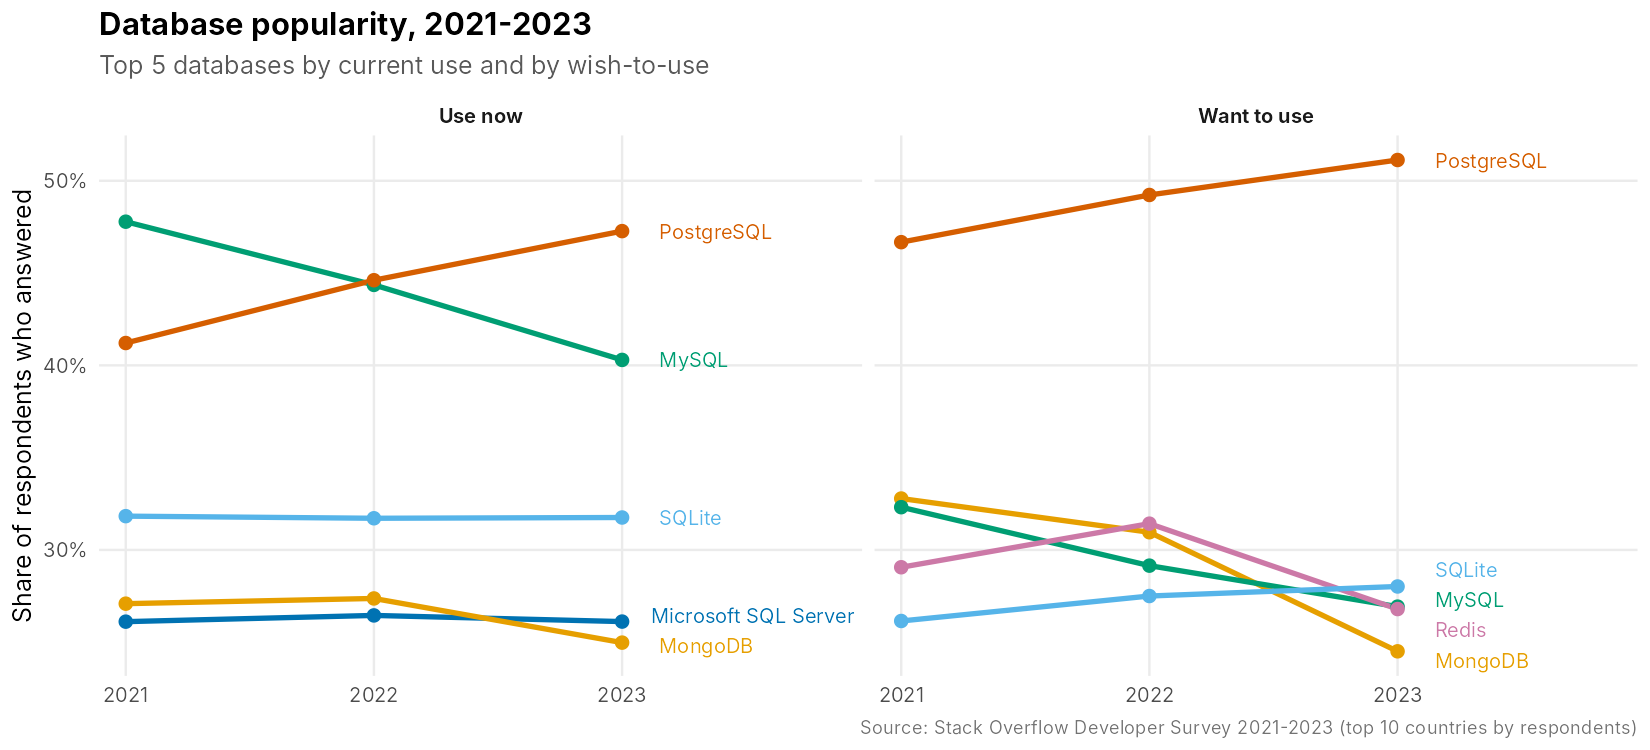 Database popularity, 2021-2023
Top 5 databases by current use and by wish-to-use
Use now
Want to use
Share of respondents who answered
50%
40%
30%
PostgreSQL
MySQL
SQLite
Microsoft SQL Server
MongoDB
PostgreSQL
SQLite
MySQL
Redis
MongoDB
2021 2022 2023
2021 2022 2023
Source: Stack Overflow Developer Survey 2021-2023 (top 10 countries by respondents)